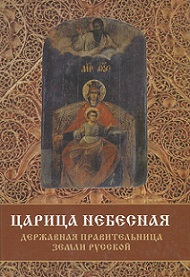 ЦАРИЦА НЕБЕСНАЯ
ДЕРЖАВНАЯ ПРАВИТЕЛЬНИЦА
ЗЕМЛИ РУССКОЙ